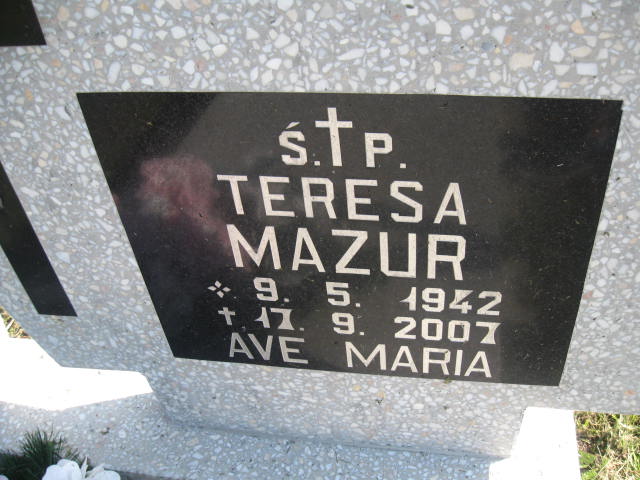 Ś.†P.
TERESA
MAZUR
* 9. 5. 1942
† 17. 9. 2007
AVE MARIA